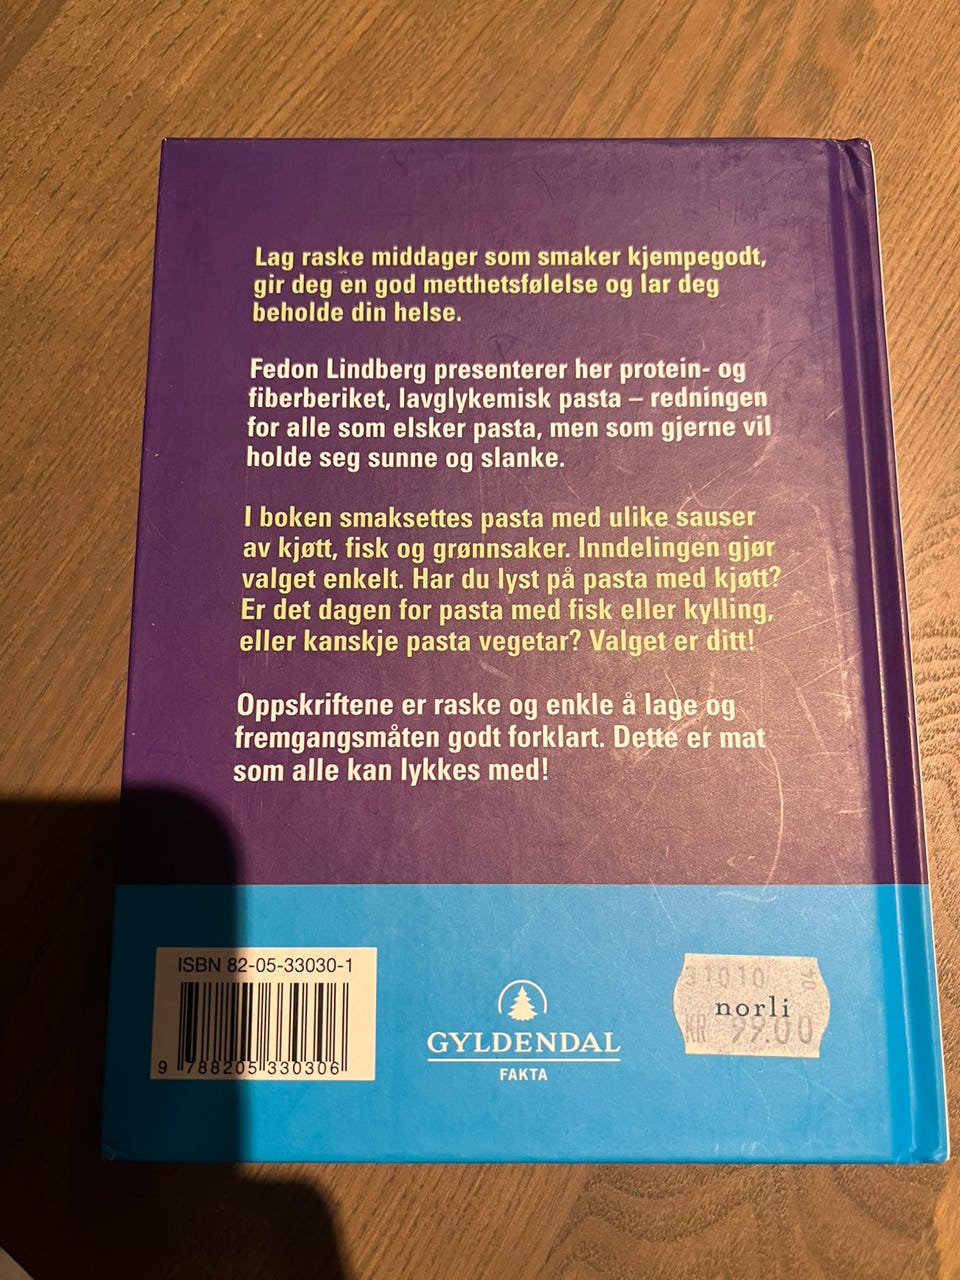 Lag raske middager som smaker kjempegodt,
gir deg en god metthetsfølelse og lar deg
beholde din helse.
Fedon Lindberg presenterer her protein- og
fiberberiket, lavglykemisk pasta – redningen
for alle som elsker pasta, men som gjerne vil
holde seg sunne og slanke.
I boken smaksettes pasta med ulike sauser
av kjøtt, fisk og grønnsaker. Inndelingen gjør
valget enkelt. Har du lyst på pasta med kjøtt?
Er det dagen for pasta med fisk eller kylling,
eller kanskje pasta vegetar? Valget er ditt!
Oppskriftene er raske og enkle å lage og
fremgangsmåten godt forklart. Dette er mat
som alle kan lykkes med!
ISBN 82-05-33030-1
9 788205 330306
GYLDENDAL
FAKTA
31010
norli
KR 99.00